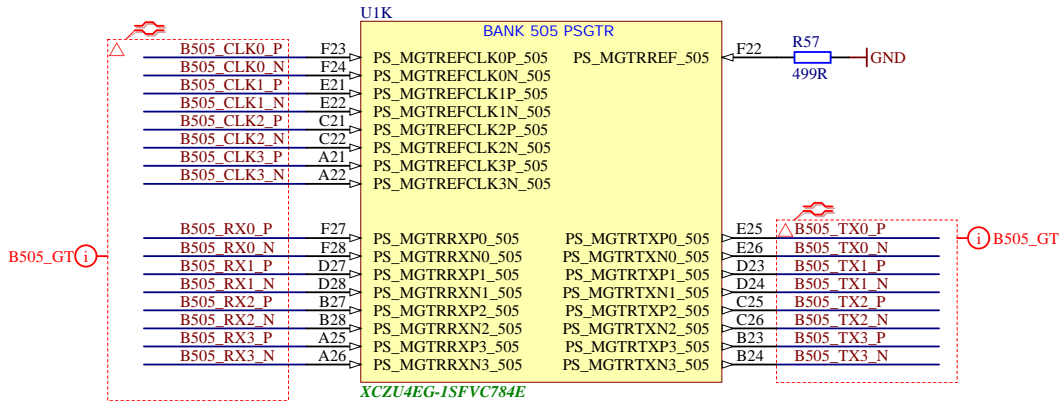 U1K
BANK 505 PSGTR
B505_CLK0_P F23 PS_MGTREFCLK0P_505 PS_MGTRREF_505 F22 R57 499R GND
B505_CLK0_N F24 PS_MGTREFCLK0N_505
B505_CLK1_P E21 PS_MGTREFCLK1P_505
B505_CLK1_N E22 PS_MGTREFCLK1N_505
B505_CLK2_P C21 PS_MGTREFCLK2P_505
B505_CLK2_N C22 PS_MGTREFCLK2N_505
B505_CLK3_P A21 PS_MGTREFCLK3P_505
B505_CLK3_N A22 PS_MGTREFCLK3N_505
B505_RX0_P F27 PS_MGTRRXP0_505 PS_MGTRTXP0_505 E25 B505_TX0_P
B505_RX0_N F28 PS_MGTRRXN0_505 PS_MGTRTXN0_505 E26 B505_TX0_N
B505_GT i B505_RX1_P D27 PS_MGTRRXP1_505 PS_MGTRTXP1_505 D23 B505_TX1_P i B505_GT
B505_RX1_N D28 PS_MGTRRXN1_505 PS_MGTRTXN1_505 D24 B505_TX1_N
B505_RX2_P B27 PS_MGTRRXP2_505 PS_MGTRTXP2_505 C25 B505_TX2_P
B505_RX2_N B28 PS_MGTRRXN2_505 PS_MGTRTXN2_505 C26 B505_TX2_N
B505_RX3_P A25 PS_MGTRRXP3_505 PS_MGTRTXP3_505 B23 B505_TX3_P
B505_RX3_N A26 PS_MGTRRXN3_505 PS_MGTRTXN3_505 B24 B505_TX3_N
XCZU4EG-1SFVC784E